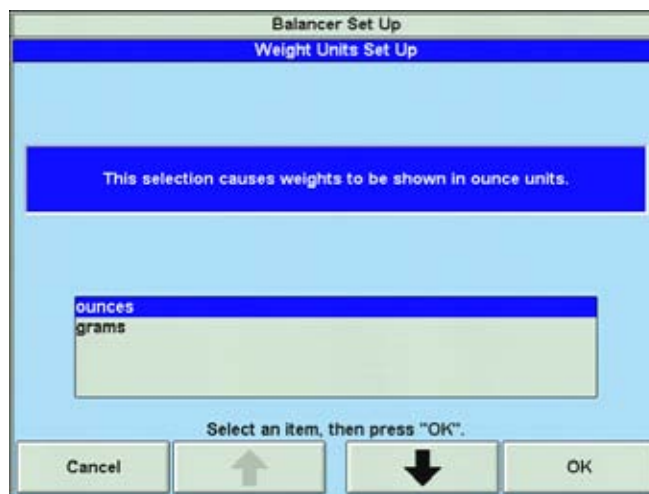 Balancer Set Up
Weight Units Set Up
This selection causes weights to be shown in ounce units.
ounces
grams
Select an item, then press "OK".
Cancel
OK